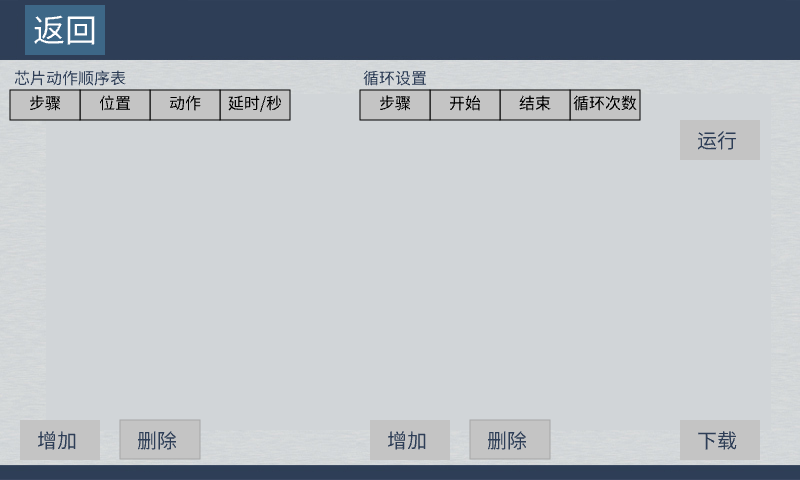 返回
芯片动作顺序表
步骤 位置 动作 延时/秒
循环设置
步骤 开始 结束 循环次数
运行
增加 删除
增加 删除
下载